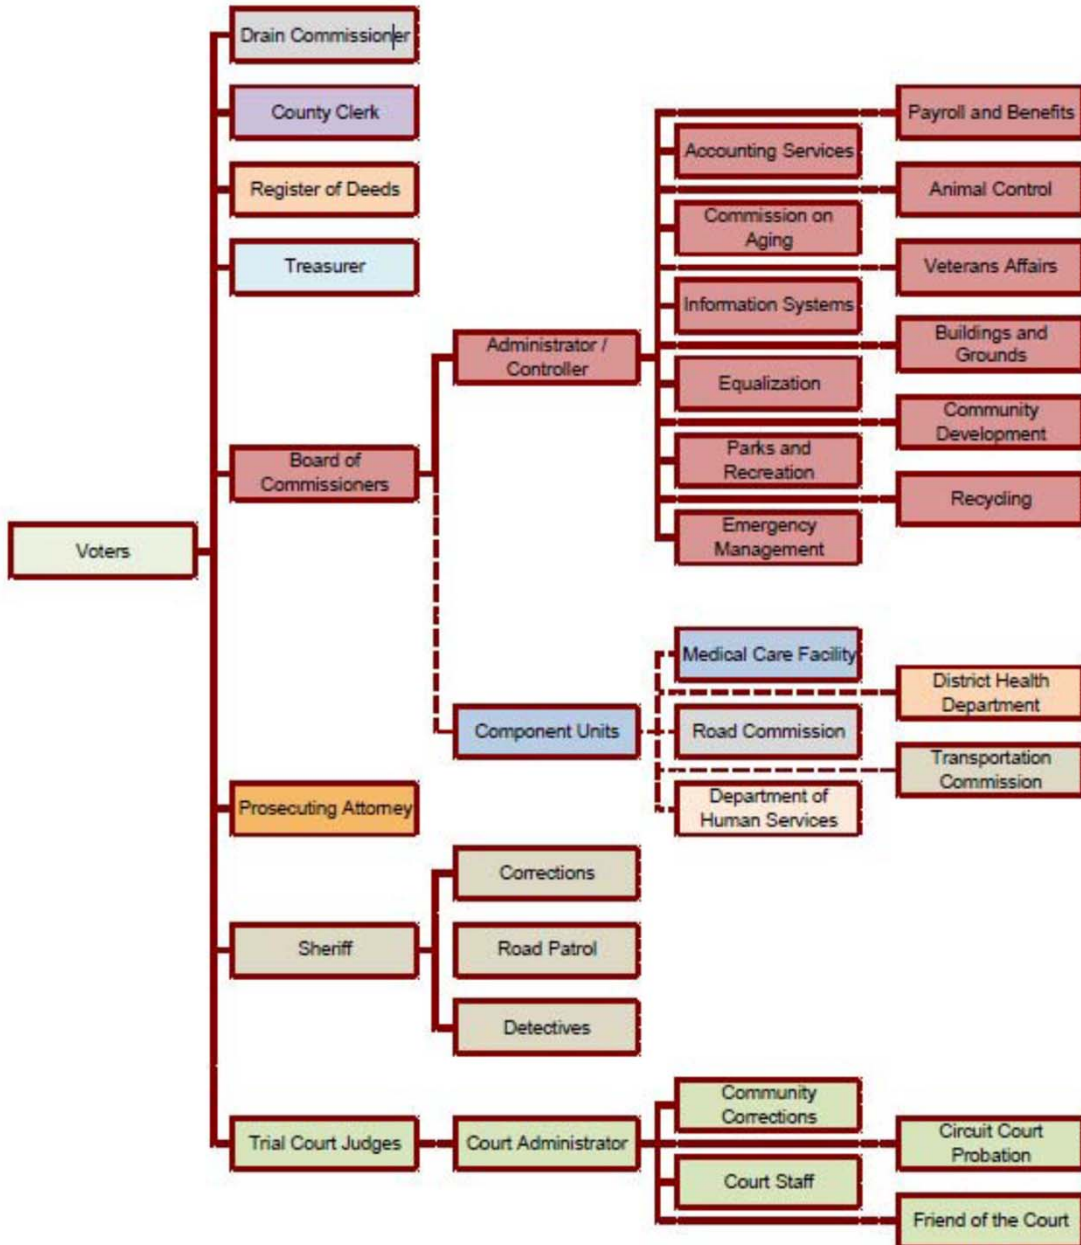 Drain Commissioner
County Clerk
Payroll and Benefits
Accounting Services
Register of Deeds
Animal Control
Commission on
Aging
Treasurer
Veterans Affairs
Information Systems
Administrator /
Controller
Buildings and
Grounds
Equalization
Community
Development
Board of
Commissioners
Parks and
Recreation
Recycling
Voters
Emergency
Management
Medical Care Facility
District Health
Department
Component Units
Road Commission
Transportation
Commission
Prosecuting Attorney
Department of
Human Services
Corrections
Sheriff
Road Patrol
Detectives
Community
Corrections
Trial Court Judges
Court Administrator
Circuit Court
Probation
Court Staff
Friend of the Court